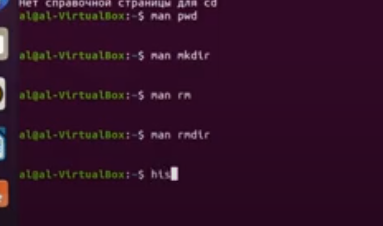 Нет справочной страницы для cd
al@al-VirtualBox:~$ man pwd
al@al-VirtualBox:~$ man mkdir
al@al-VirtualBox:~$ man rm
al@al-VirtualBox:~$ man rmdir
al@al-VirtualBox:~$ his